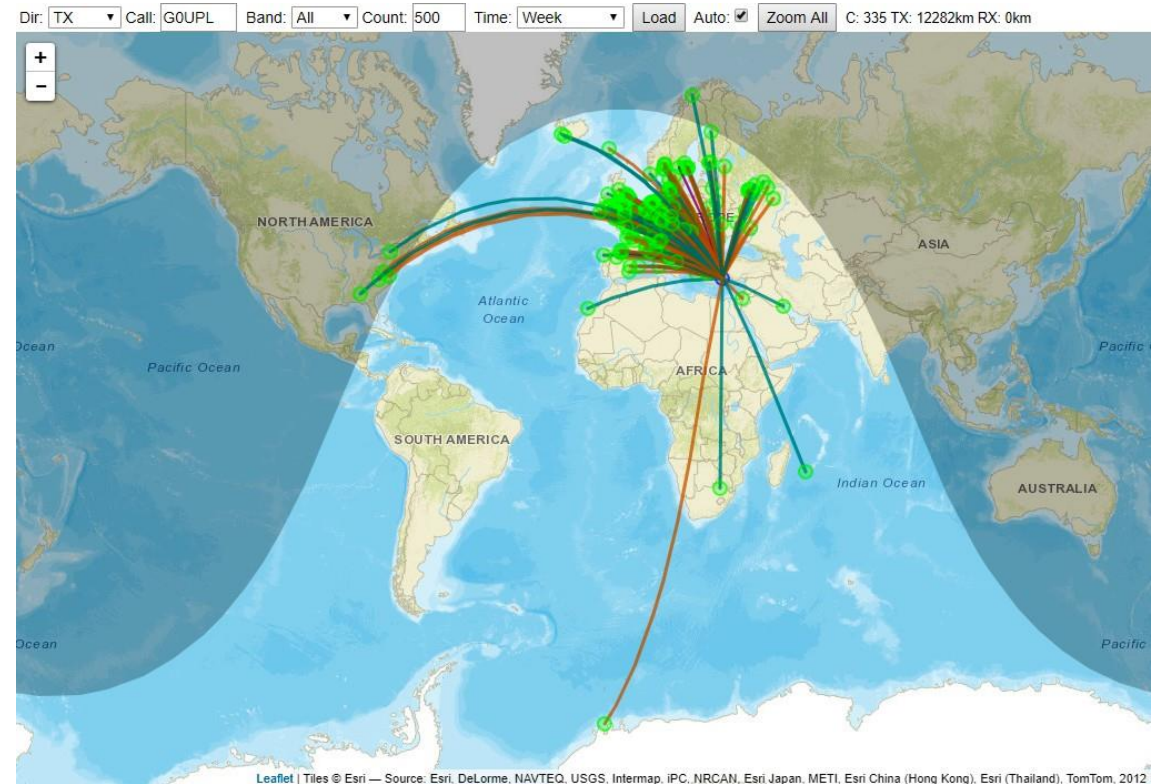 Dir: TX Call: G0UPL Band: All Count: 500 Time: Week Load Auto: Zoom All C: 335 TX: 12282km RX: 0km
+
-
NORTH AMERICA
ASIA
Atlantic
Ocean
Ocean
Pacific
Pacific Ocean
AFRICA
SOUTH AMERICA
Indian Ocean
AUSTRALIA
Ocean
Pacific
Leaflet | Tiles © Esri — Source: Esri, DeLorme, NAVTEQ, USGS, Intermap, iPC, NRCAN, Esri Japan, METI, Esri China (Hong Kong), Esri (Thailand), TomTom, 2012